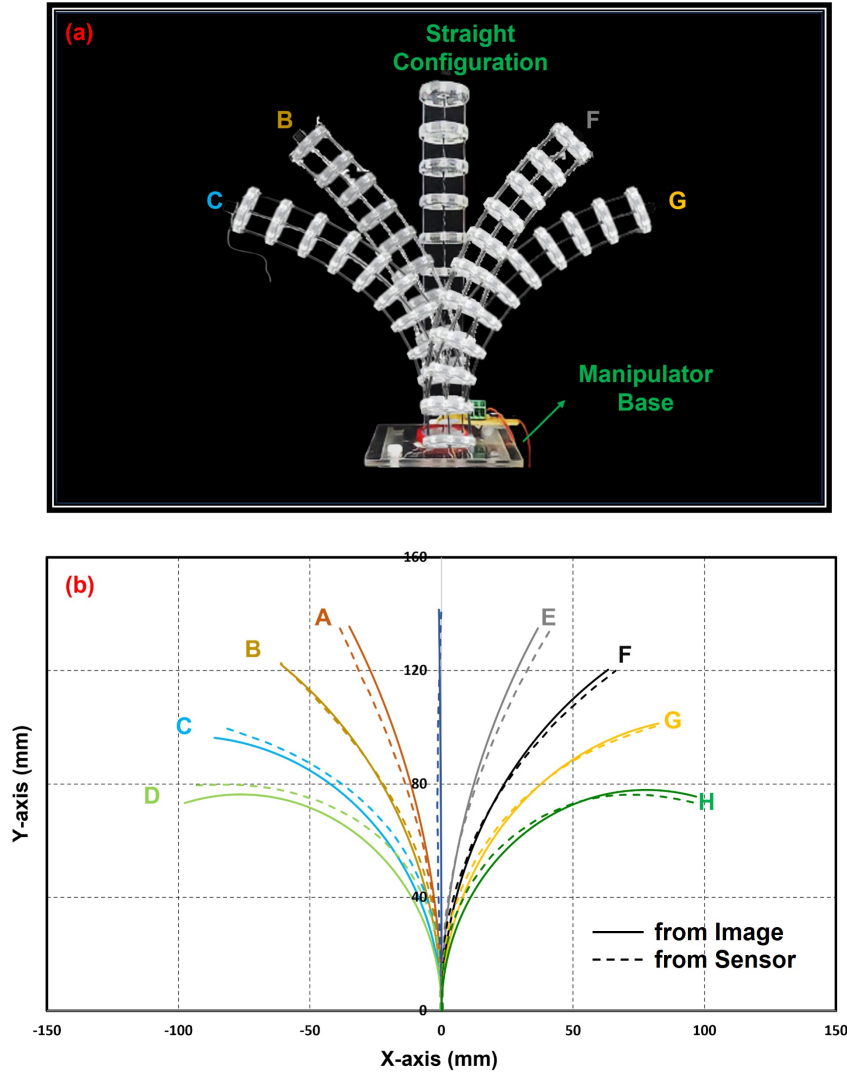 (a)
Straight
Configuration
B
F
C
G
Manipulator
Base
(b)
160
120
80
40
0
-150
-100
-50
0
50
100
150
Y-axis (mm)
X-axis (mm)
A
B
C
D
E
F
G
H
from Image
from Sensor